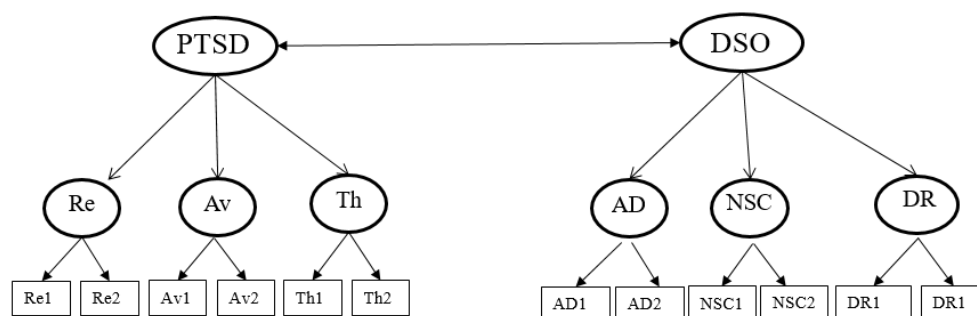 PTSD DSO
Re Av Th AD NSC DR
Re1 Re2 Av1 Av2 Th1 Th2 AD1 AD2 NSC1 NSC2 DR1 DR1